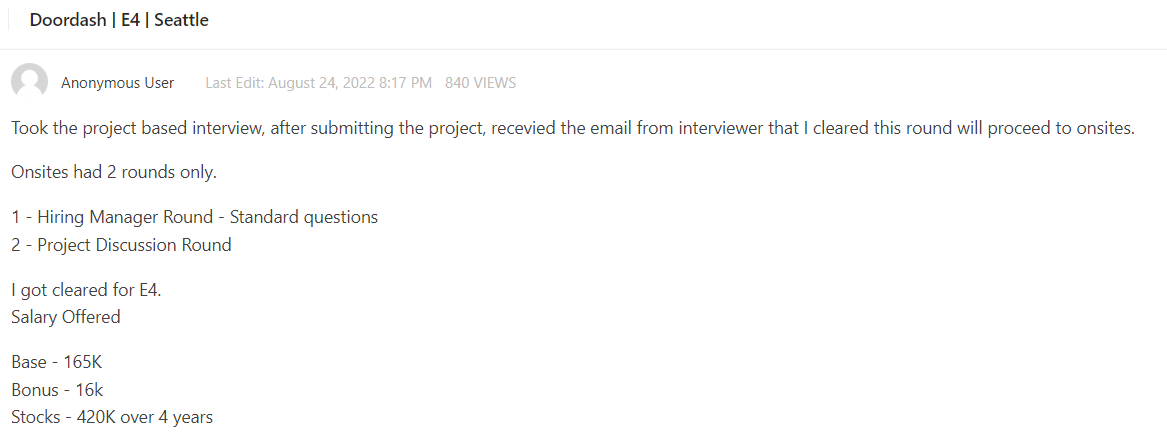 Doordash | E4 | Seattle
Anonymous User Last Edit: August 24, 2022 8:17 PM 840 VIEWS
Took the project based interview, after submitting the project, recevied the email from interviewer that I cleared this round will proceed to onsites.
Onsites had 2 rounds only.
1 - Hiring Manager Round - Standard questions
2 - Project Discussion Round
I got cleared for E4.
Salary Offered
Base - 165K
Bonus - 16k
Stocks - 420K over 4 years